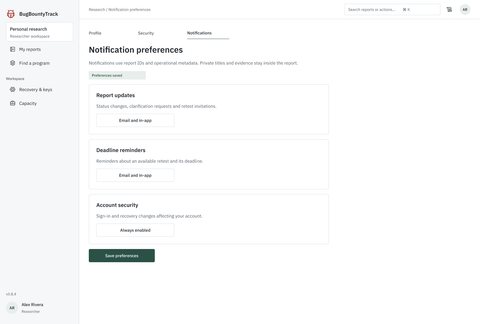 BugBountyTrack
Personal research
Researcher workspace
My reports
Find a program
Workspace
Recovery & keys
Capacity
v1.8.4
AR
Alex Rivera
Researcher
Research / Notification preferences
Search reports or actions...
⌘ K
AR
Profile
Security
Notifications
Notification preferences
Notifications use report IDs and operational metadata. Private titles and evidence stay inside the report.
Preferences saved
Report updates
Status changes, clarification requests and retest invitations.
Email and in-app
Deadline reminders
Reminders about an available retest and its deadline.
Email and in-app
Account security
Sign-in and recovery changes affecting your account.
Always enabled
Save preferences